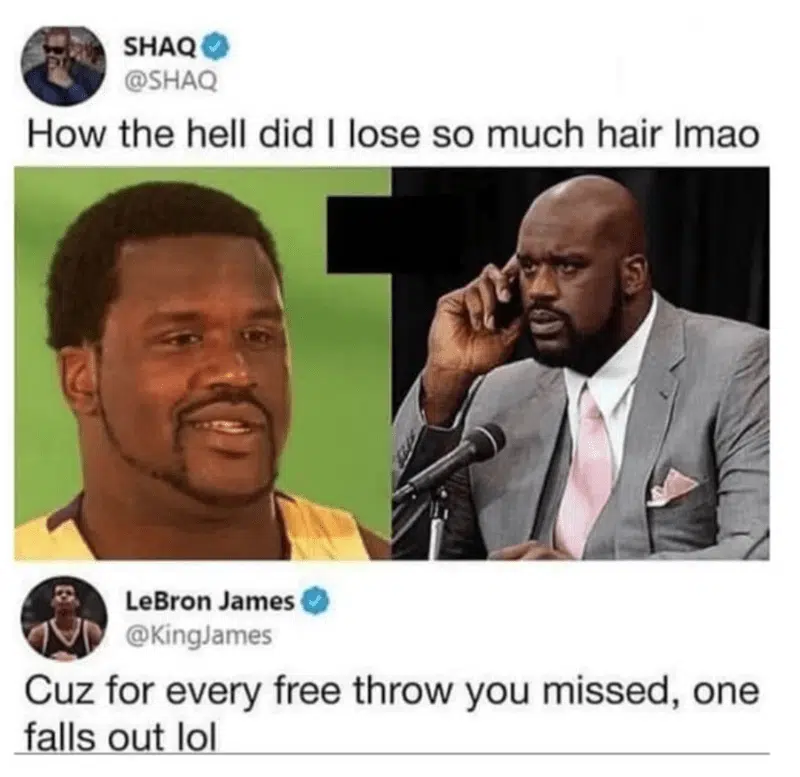 SHAQ
@SHAQ
How the hell did I lose so much hair lmao
LeBron James
@KingJames
Cuz for every free throw you missed, one
falls out lol